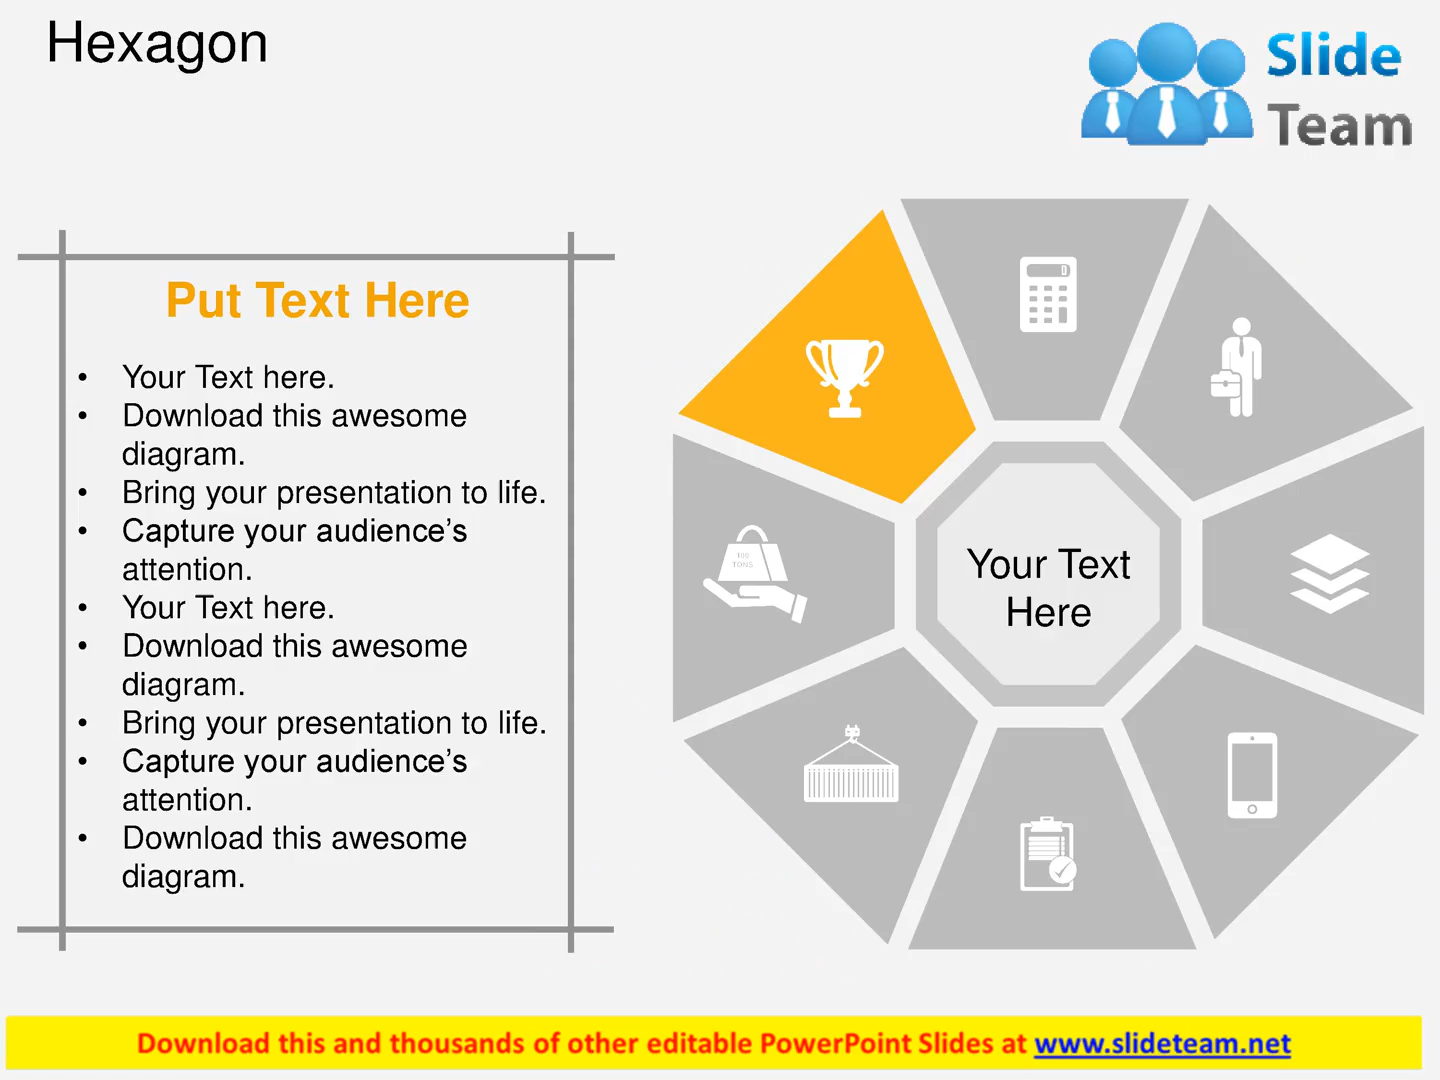 Hexagon
Slide
Team
Put Text Here
• Your Text here.
• Download this awesome
diagram.
• Bring your presentation to life.
• Capture your audience’s
attention.
• Your Text here.
• Download this awesome
diagram.
• Bring your presentation to life.
• Capture your audience’s
attention.
• Download this awesome
diagram.
0
100
TONS
Your Text
Here
Download this and thousands of other editable PowerPoint Slides at www.slideteam.net